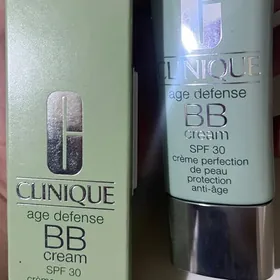 CLINIQUE
age defense
BB
cream
SPF 30
CLINIQUE
age defense
BB
cream
SPF 30
crème perfection
de peau
protection
anti-âge